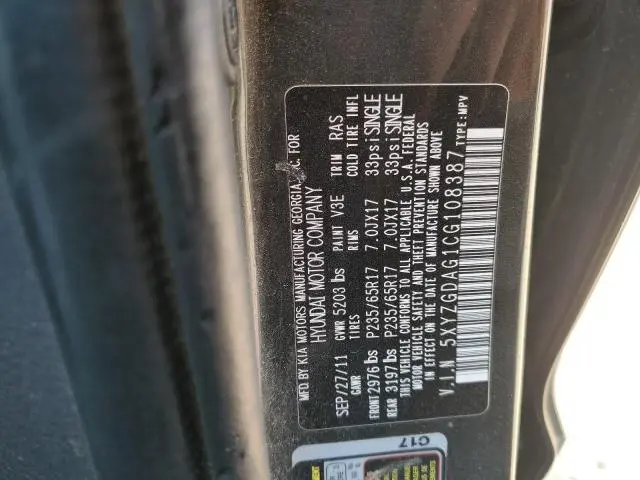 MFD.BY KIA MOTORS MANUFACTURING GEORGIA, INC. FOR
HYUNDAI MOTOR COMPANY
SEP/27/11 GVWR 5203 lbs PAINT V3E TRIM RAS
GAWR TIRES RIMS COLD TIRE INFL
FRONT 2976 lbs P235/65R17 7.0JX17 33psi SINGLE
REAR 3197 lbs P235/65R17 7.0JX17 33psi SINGLE
THIS VEHICLE CONFORMS TO ALL APPLICABLE U.S.A. FEDERAL
MOTOR VEHICLE SAFETY AND THEFT PREVENTION STANDARDS
IN EFFECT ON THE DATE OF MANUFACTURE SHOWN ABOVE
V.I.N 5XYZGDAG1CG108387 TYPE:MPV
C17